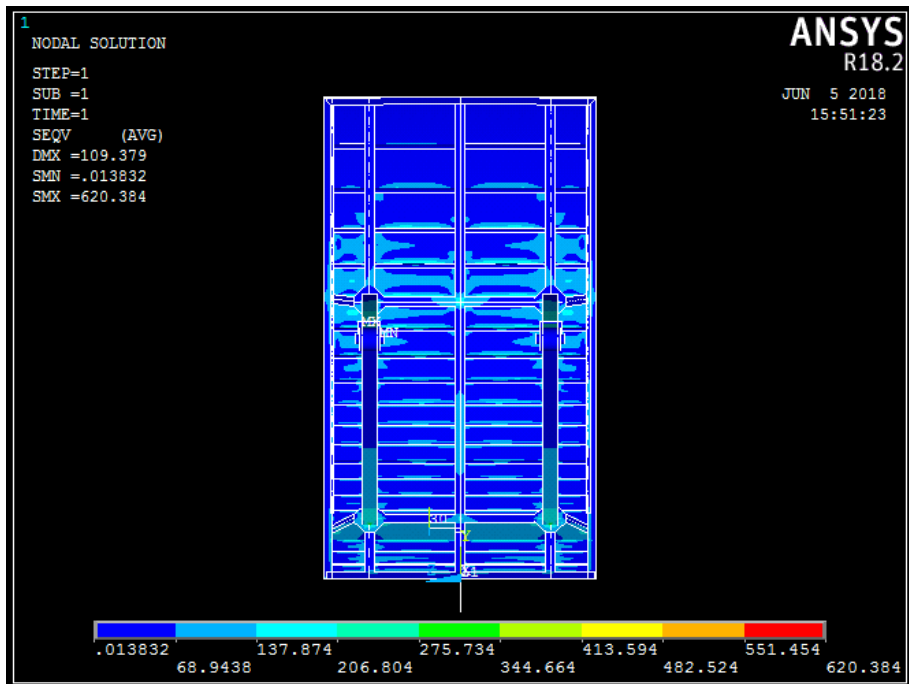 1
NODAL SOLUTION
STEP=1
SUB =1
TIME=1
SEQV (AVG)
DMX =109.379
SMN =.013832
SMX =620.384
ANSYS
R18.2
JUN 5 2018
15:51:23
MX
MN
Y
.013832 137.874 275.734 413.594 551.454
68.9438 206.804 344.664 482.524 620.384